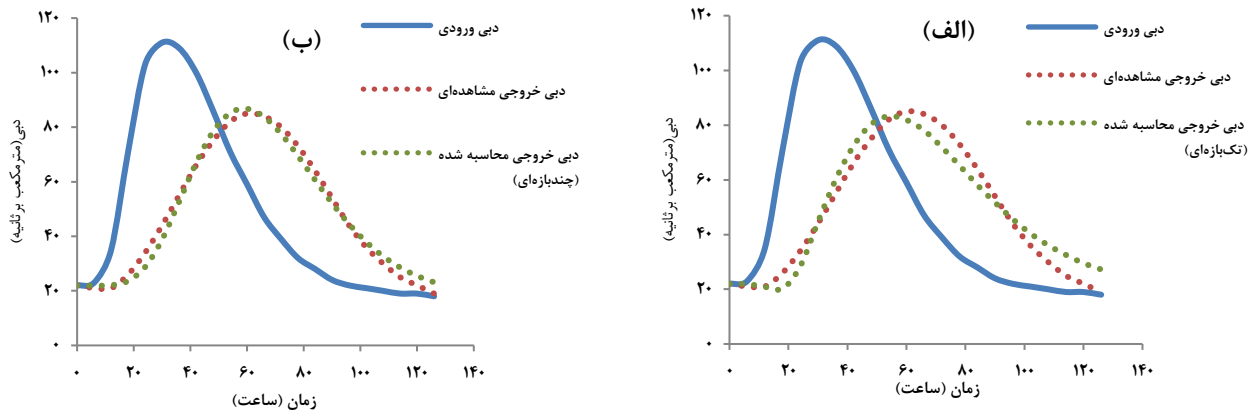 (الف)
دبی ورودی
دبی خروجی مشاهده‌ای
دبی خروجی محاسبه شده
(تک‌بازه‌ای)
دبی(مترمکعب بر ثانیه)
۱۲۰
۱۰۰
۸۰
۶۰
۴۰
۲۰
۰
۰ ۲۰ ۴۰ ۶۰ ۸۰ ۱۰۰ ۱۲۰ ۱۴۰
زمان (ساعت)
(ب)
دبی ورودی
دبی خروجی مشاهده‌ای
دبی خروجی محاسبه شده
(چندبازه‌ای)
دبی(مترمکعب بر ثانیه)
۱۲۰
۱۰۰
۸۰
۶۰
۴۰
۲۰
۰
۰ ۲۰ ۴۰ ۶۰ ۸۰ ۱۰۰ ۱۲۰ ۱۴۰
زمان (ساعت)